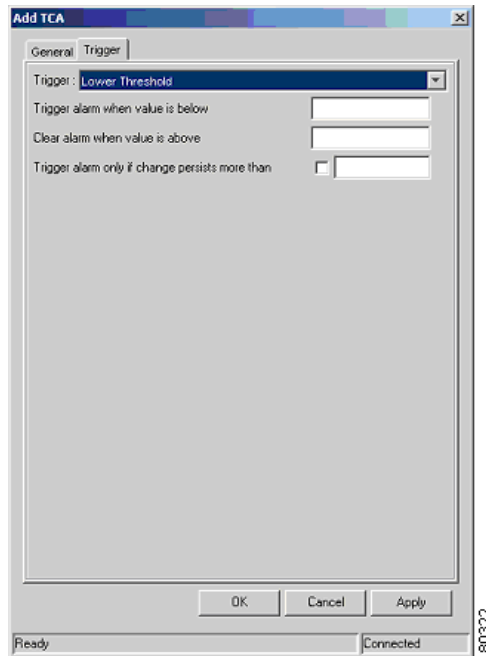 Add TCA
General Trigger
Trigger : Lower Threshold
Trigger alarm when value is below
Clear alarm when value is above
Trigger alarm only if change persists more than
OK Cancel Apply
Ready Connected
80322